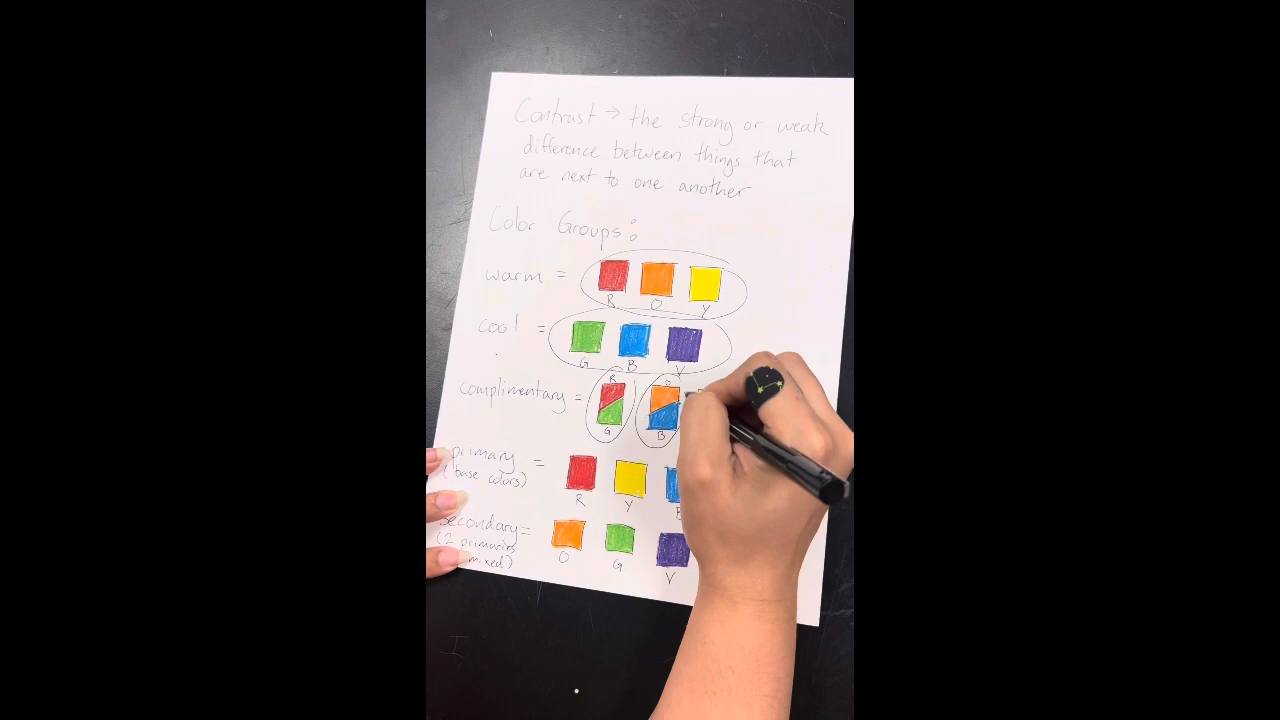 Contrast → the strong or weak
difference between things that
are next to one another
Color Groups:
warm =
R O Y
cool =
G B V
R O
complimentary =
G B
primary =
(base colors)
R Y B
Secondary =
(2 primaries
mixed)
O G V